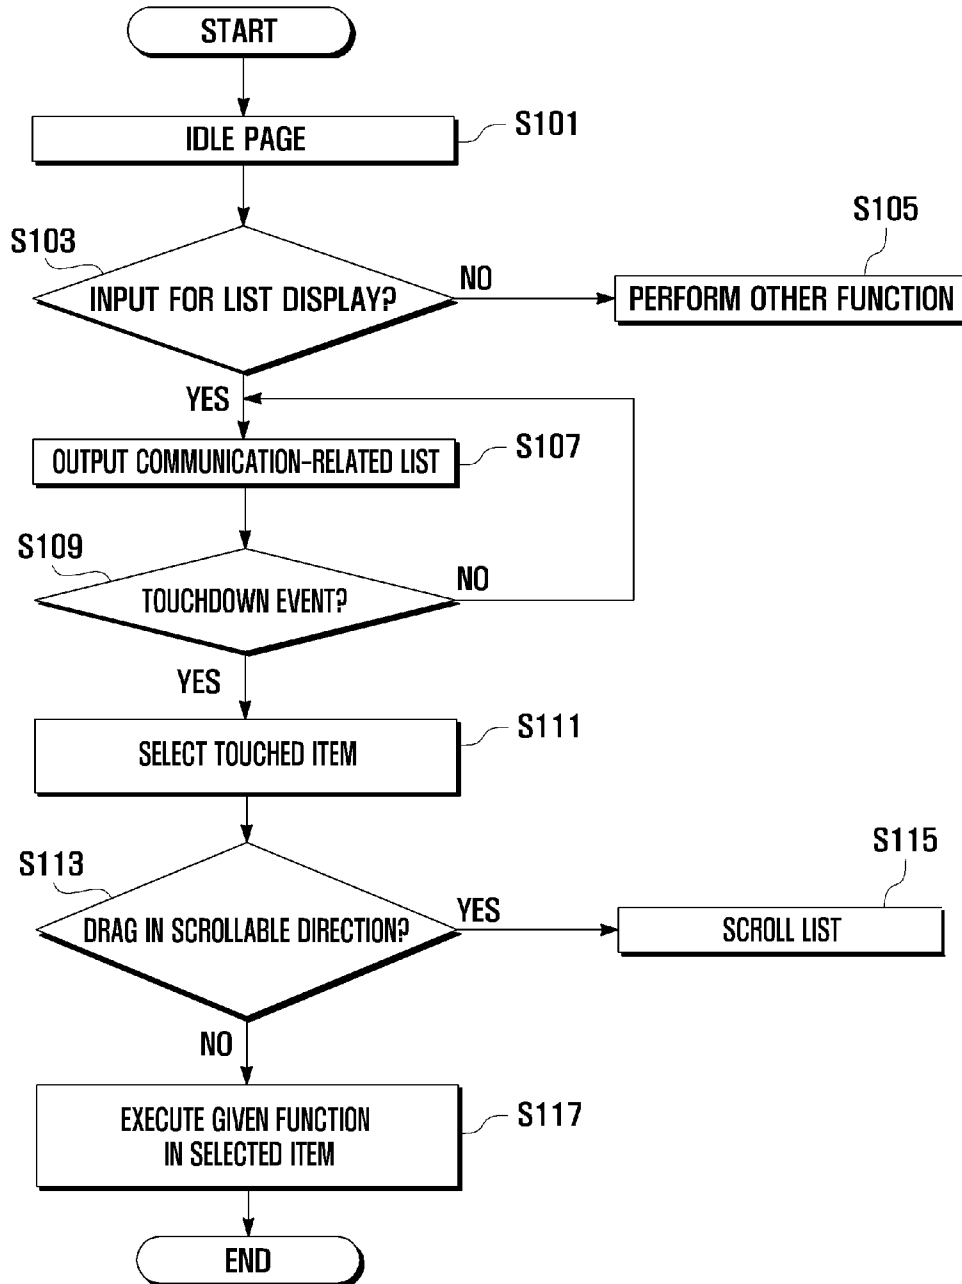 START
IDLE PAGE
S101
S103
INPUT FOR LIST DISPLAY?
NO
S105
PERFORM OTHER FUNCTION
YES
OUTPUT COMMUNICATION-RELATED LIST
S107
S109
TOUCHDOWN EVENT?
NO
YES
SELECT TOUCHED ITEM
S111
S113
DRAG IN SCROLLABLE DIRECTION?
YES
S115
SCROLL LIST
NO
EXECUTE GIVEN FUNCTION
IN SELECTED ITEM
S117
END